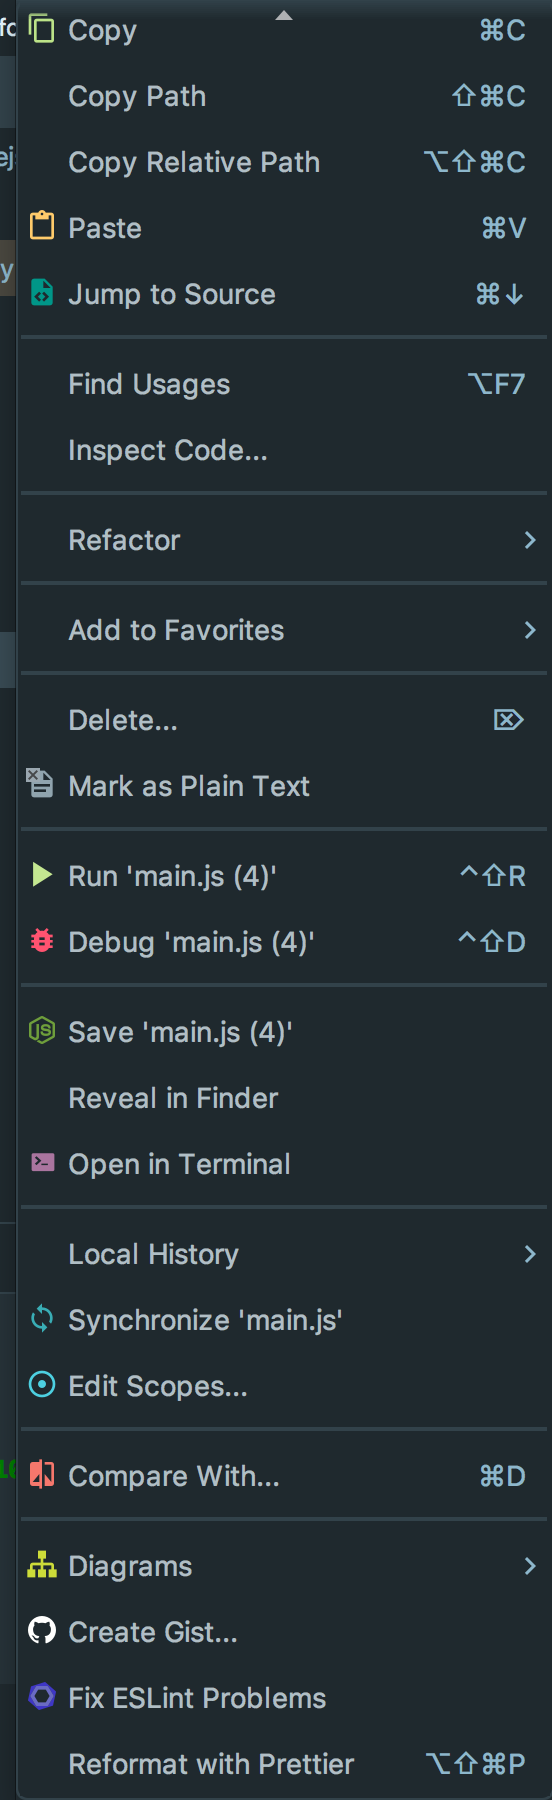 Copy ⌘C
Copy Path ⇧⌘C
Copy Relative Path ⌥⇧⌘C
Paste ⌘V
Jump to Source ⌘↓
Find Usages ⌥F7
Inspect Code...
Refactor
Add to Favorites
Delete... ⌦
Mark as Plain Text
Run 'main.js (4)' ^⇧R
Debug 'main.js (4)' ^⇧D
Save 'main.js (4)'
Reveal in Finder
Open in Terminal
Local History
Synchronize 'main.js'
Edit Scopes...
Compare With... ⌘D
Diagrams
Create Gist...
Fix ESLint Problems
Reformat with Prettier ⌥⇧⌘P